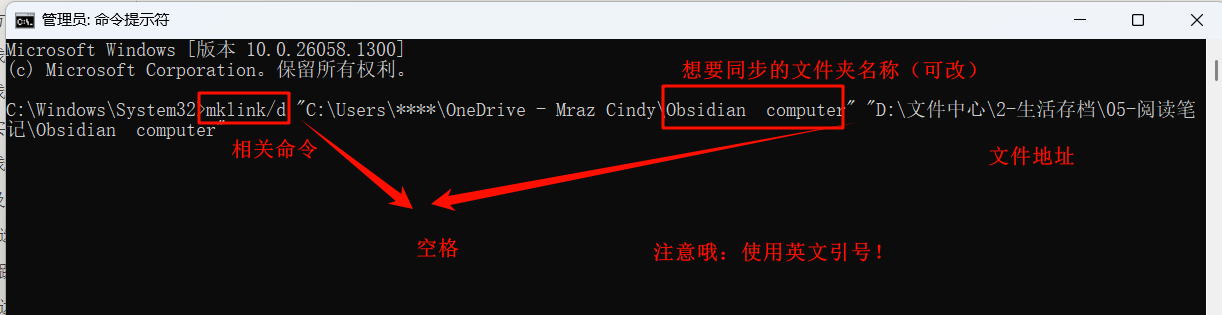 管理员: 命令提示符
Microsoft Windows [版本 10.0.26058.1300]
(c) Microsoft Corporation。保留所有权利。
想要同步的文件夹名称（可改）
C:\Windows\System32>mklink/d "C:\Users\****\OneDrive - Mraz Cindy\Obsidian  computer" "D:\文件中心\2-生活存档\05-阅读笔
记\Obsidian  computer"
相关命令
文件地址
空格
注意哦：使用英文引号！